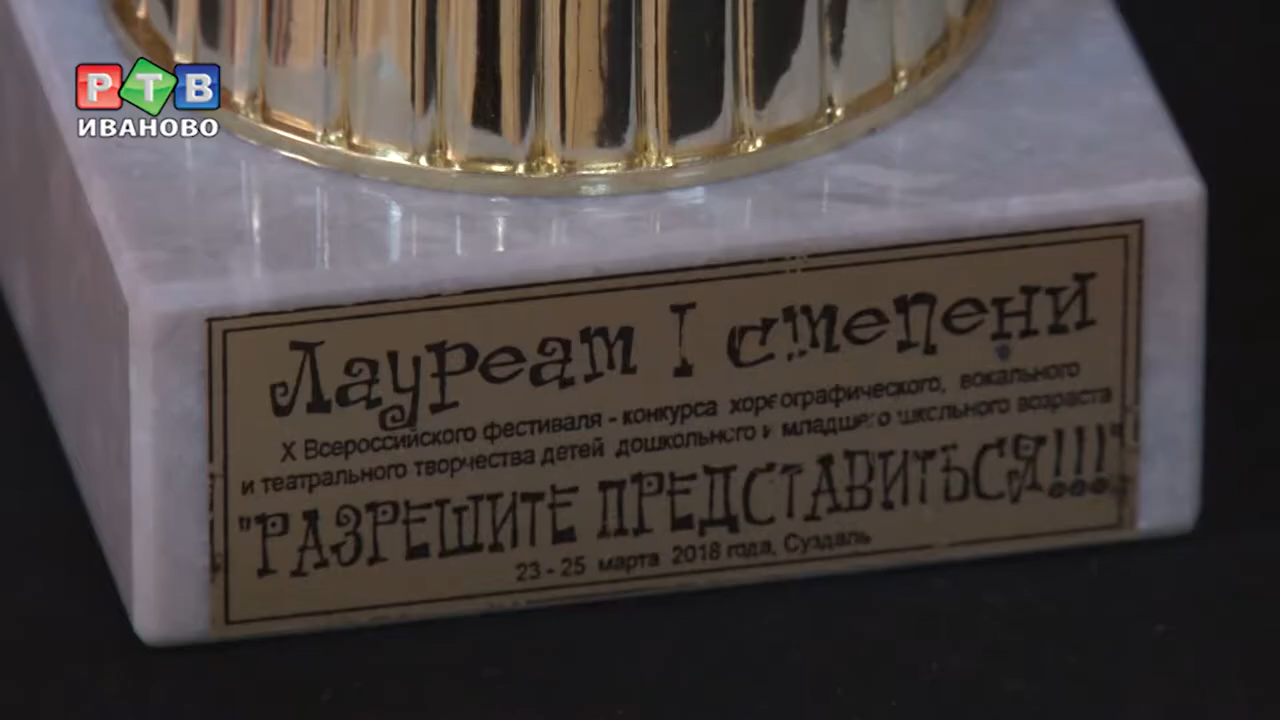 РТВ
ИВАНОВО
Лауреат I степени
X Всероссийского фестиваля - конкурса хореографического, вокального
и театрального творчества детей дошкольного и младшего школьного возраста
"РАЗРЕШИТЕ ПРЕДСТАВИТЬСЯ!!!"
23 - 25 марта 2018 года, Суздаль